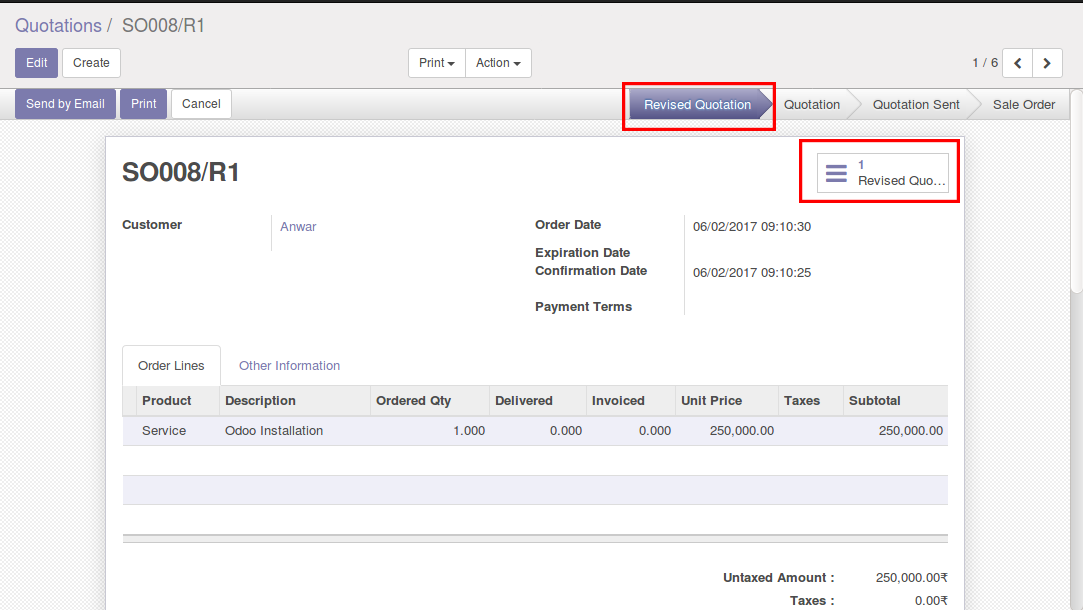 Quotations / SO008/R1
Edit Create Print Action 1 / 6
Send by Email Print Cancel Revised Quotation Quotation Quotation Sent Sale Order
SO008/R1
1
Revised Quo...
Customer Anwar
Order Date 06/02/2017 09:10:30
Expiration Date
Confirmation Date 06/02/2017 09:10:25
Payment Terms
Order Lines Other Information
Product Description Ordered Qty Delivered Invoiced Unit Price Taxes Subtotal
Service Odoo Installation 1.000 0.000 0.000 250,000.00 250,000.00
Untaxed Amount : 250,000.00₹
Taxes : 0.00₹